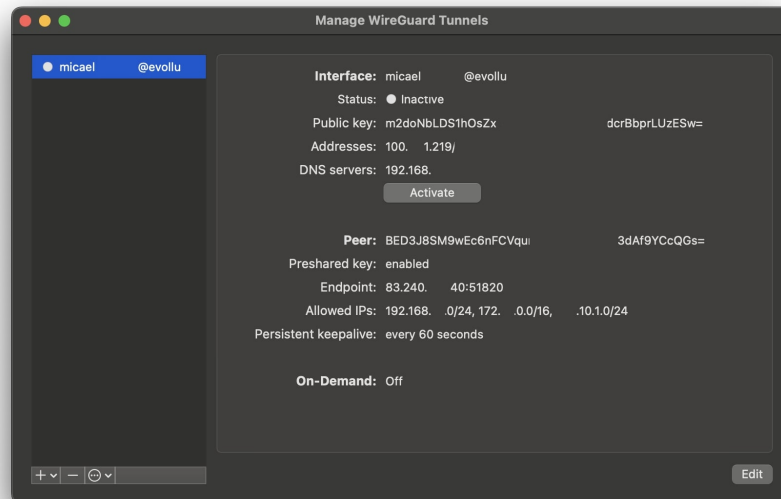 Manage WireGuard Tunnels
micael @evollu
Interface: micael @evollu
Status: Inactive
Public key: m2doNbLDS1hOsZx dcrBbprLUzESw=
Addresses: 100. 1.219/
DNS servers: 192.168.
Activate
Peer: BED3J8SM9wEc6nFCVqu 3dAf9YCcQGs=
Preshared key: enabled
Endpoint: 83.240. 40:51820
Allowed IPs: 192.168. .0/24, 172. .0.0/16, .10.1.0/24
Persistent keepalive: every 60 seconds
On-Demand: Off
Edit